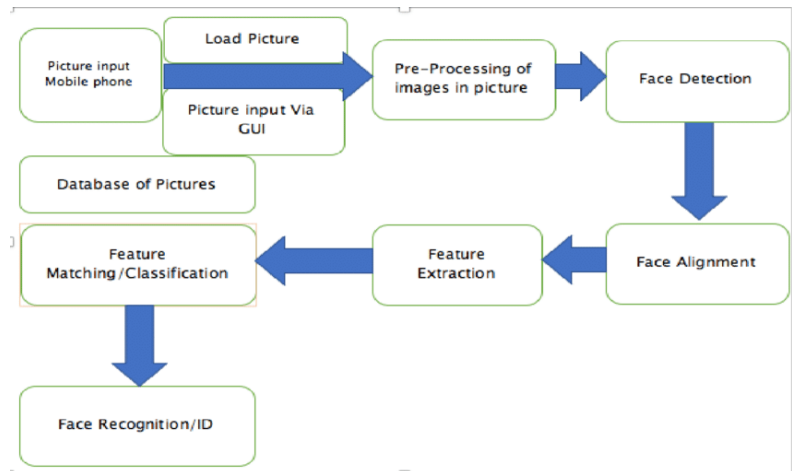 Picture input
Mobile phone
Load Picture
Picture input Via
GUI
Pre-Processing of
images in picture
Face Detection
Database of Pictures
Feature
Matching/Classification
Feature
Extraction
Face Alignment
Face Recognition/ID